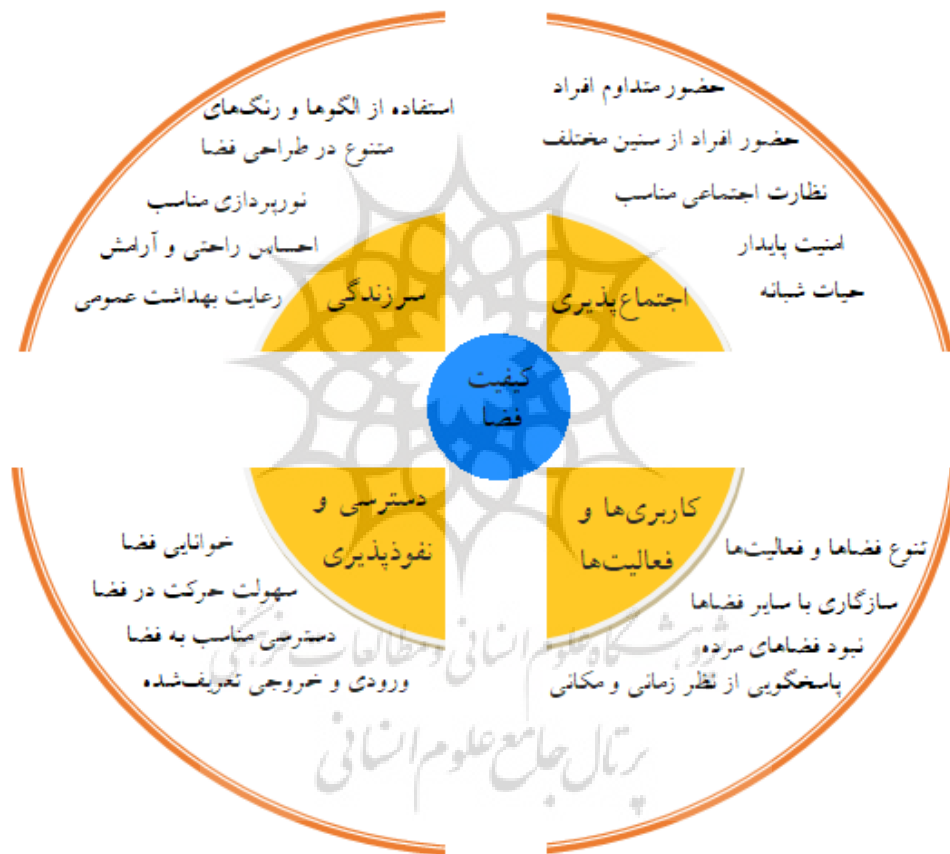 حضور متداوم افراد
حضور افراد از سنین مختلف
نظارت اجتماعی مناسب
امنیت پایدار
حیات شبانه
اجتماع‌پذیری
استفاده از الگوها و رنگ‌های
متنوع در طراحی فضا
نورپردازی مناسب
احساس راحتی و آرامش
رعایت بهداشت عمومی
سرزندگی
کیفیت
فضا
کاربری‌ها و
فعالیت‌ها
تنوع فضاها و فعالیت‌ها
سازگاری با سایر فضاها
نبود فضاهای مرده
پاسخگویی از نظر زمانی و مکانی
دسترسی و
نفوذپذیری
خوانایی فضا
سهولت حرکت در فضا
دسترسی مناسب به فضا
ورودی و خروجی تعریف‌شده
پژوهشگاه علوم انسانی و مطالعات فرهنگی
پرتال جامع علوم انسانی